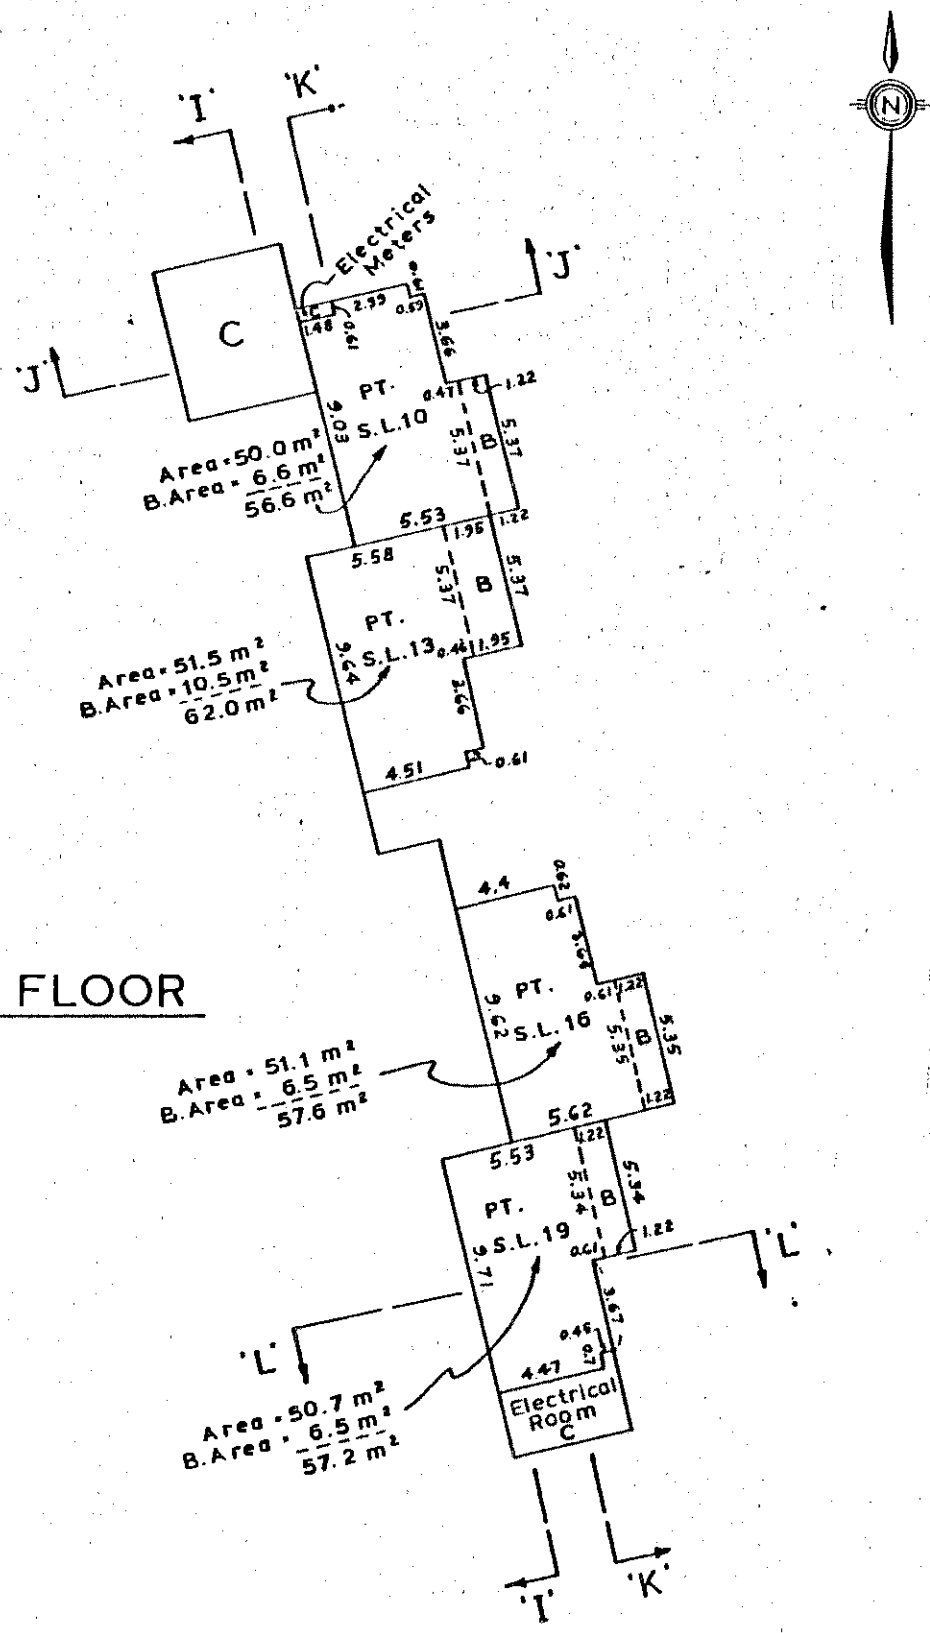 N
'I'
'K'
Electrical
Meters
'J'
C
C
2.99
0.61
0.59
1.48
0.61
3.66
'J'
PT.
S.L.10
0.47
1.22
9.03
5.37
B
5.37
Area = 50.0 m²
B.Area = 6.6 m²
56.6 m²
5.53
1.95
1.22
5.58
PT.
S.L.13
5.37
B
5.37
9.64
0.46
1.95
Area = 51.5 m²
B.Area = 10.5 m²
62.0 m²
3.66
4.51
0.61
4.4
0.62
0.61
3.68
FLOOR
PT.
S.L.16
0.61
1.22
9.62
5.35
B
5.35
Area = 51.1 m²
B.Area = 6.5 m²
57.6 m²
1.22
5.62
5.53
1.22
PT.
S.L.19
5.34
B
5.34
9.71
0.61
1.22
'L'
3.67
'L'
0.45
0.7
4.47
Area = 50.7 m²
B.Area = 6.5 m²
57.2 m²
Electrical
Room
C
'I'
'K'